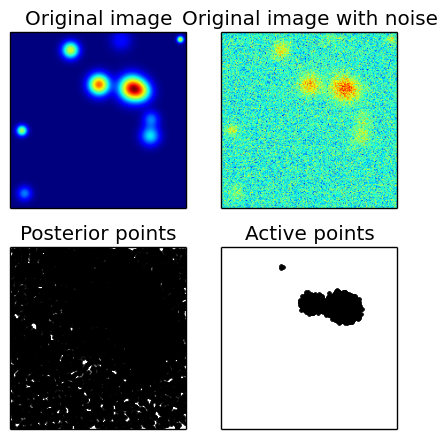 Original image
Original image with noise
Posterior points
Active points